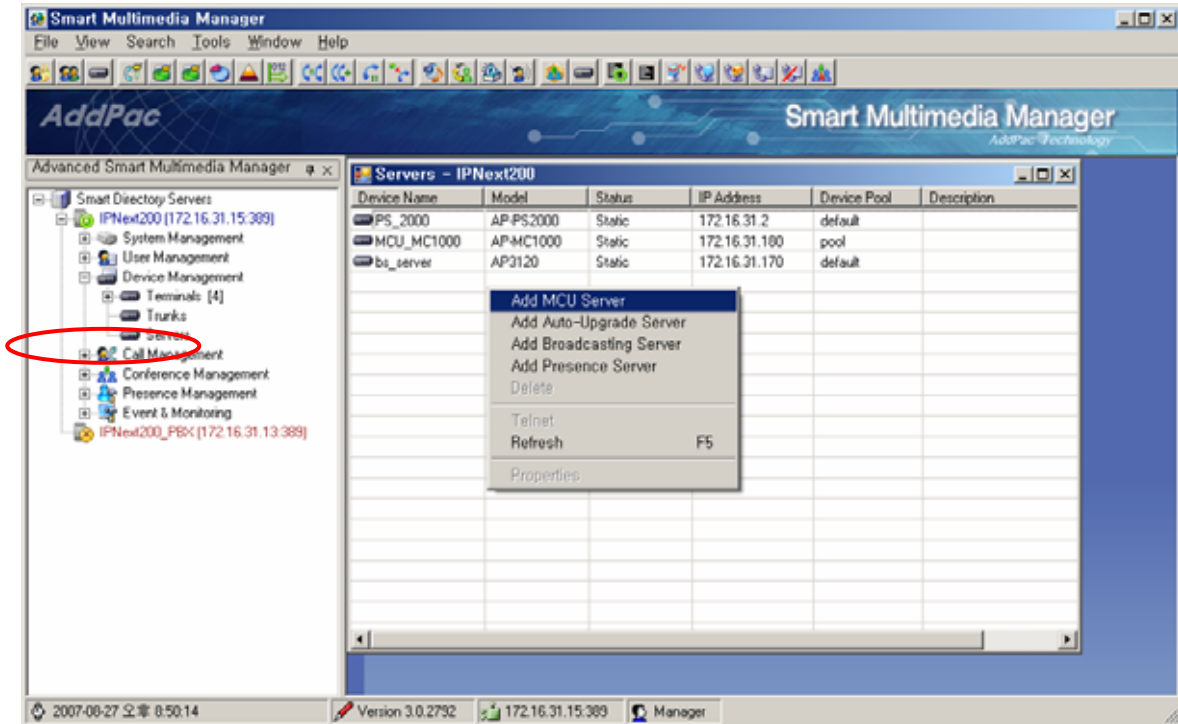 Smart Multimedia Manager
File View Search Tools Window Help
AddPac
Smart Multimedia Manager
AddPac Technology
Advanced Smart Multimedia Manager
Smart Directory Servers
IPNext200 (172.16.31.15:389)
System Management
User Management
Device Management
Terminals [4]
Trunks
Servers
Call Management
Conference Management
Presence Management
Event & Monitoring
IPNext200_PBX (172.16.31.13:389)
Servers - IPNext200
Device Name Model Status IP Address Device Pool Description
PS_2000 AP-PS2000 Static 172.16.31.2 default
MCU_MC1000 AP-MC1000 Static 172.16.31.180 pool
bs_server AP3120 Static 172.16.31.170 default
Add MCU Server
Add Auto-Upgrade Server
Add Broadcasting Server
Add Presence Server
Delete
Telnet
Refresh F5
Properties
2007-08-27 오후 8:50:14 Version 3.0.2792 172.16.31.15:389 Manager